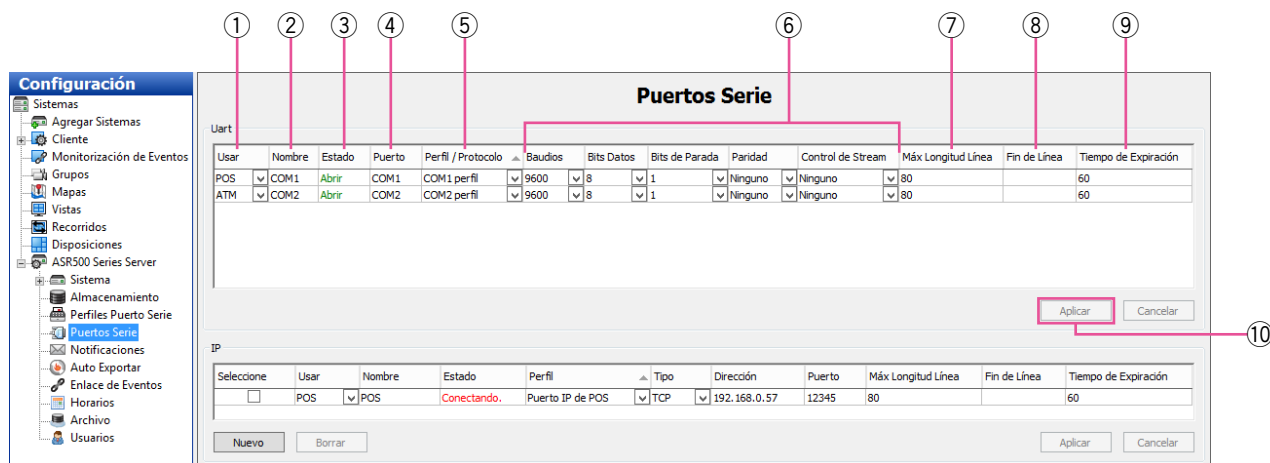 ① ② ③ ④ ⑤ ⑥ ⑦ ⑧ ⑨
Configuración
Sistemas
Agregar Sistemas
Cliente
Monitorización de Eventos
Grupos
Mapas
Vistas
Recorridos
Disposiciones
ASR500 Series Server
Sistema
Almacenamiento
Perfiles Puerto Serie
Puertos Serie
Notificaciones
Auto Exportar
Enlace de Eventos
Horarios
Archivo
Usuarios
Puertos Serie
Uart
Usar Nombre Estado Puerto Perfil / Protocolo Baudios Bits Datos Bits de Parada Paridad Control de Stream Máx Longitud Línea Fin de Línea Tiempo de Expiración
POS COM1 Abrir COM1 COM1 perfil 9600 8 1 Ninguno Ninguno 80 60
ATM COM2 Abrir COM2 COM2 perfil 9600 8 1 Ninguno Ninguno 80 60
Aplicar Cancelar
⑩
IP
Seleccione Usar Nombre Estado Perfil Tipo Dirección Puerto Máx Longitud Línea Fin de Línea Tiempo de Expiración
POS POS Conectando. Puerto IP de POS TCP 192.168.0.57 12345 80 60
Nuevo Borrar Aplicar Cancelar